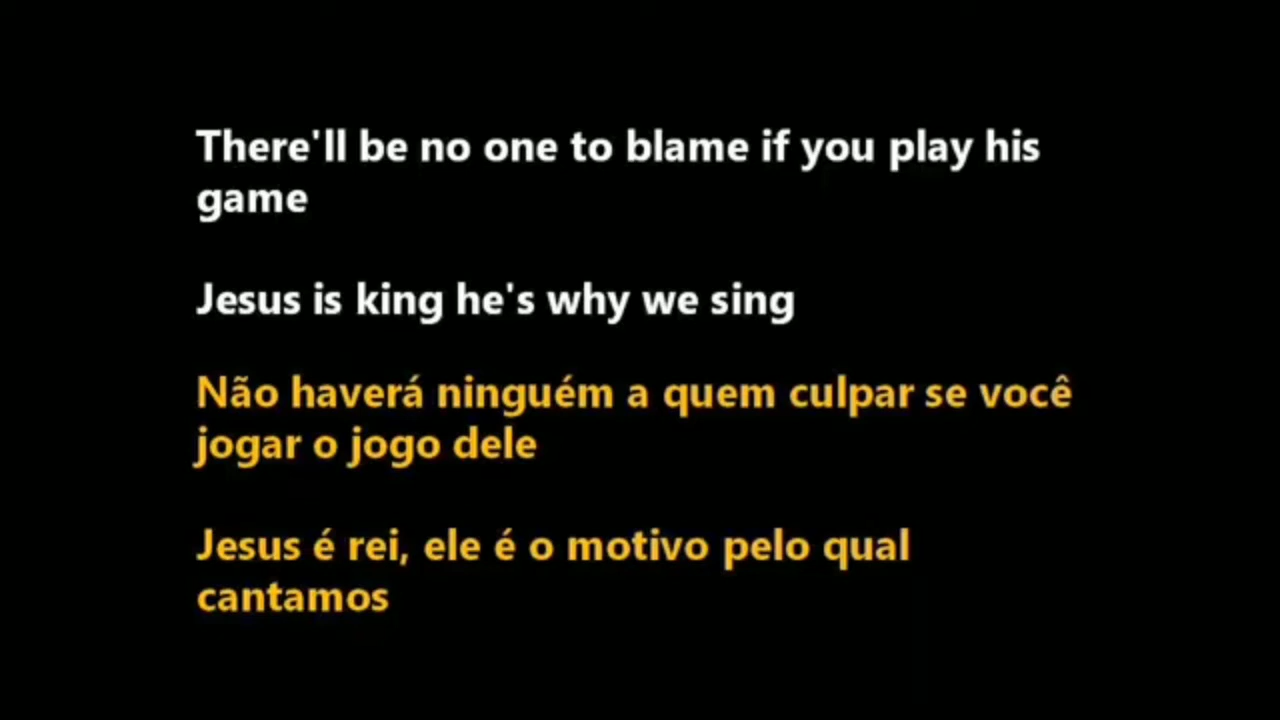 There'll be no one to blame if you play his
game
Jesus is king he's why we sing
Não haverá ninguém a quem culpar se você
jogar o jogo dele
Jesus é rei, ele é o motivo pelo qual
cantamos